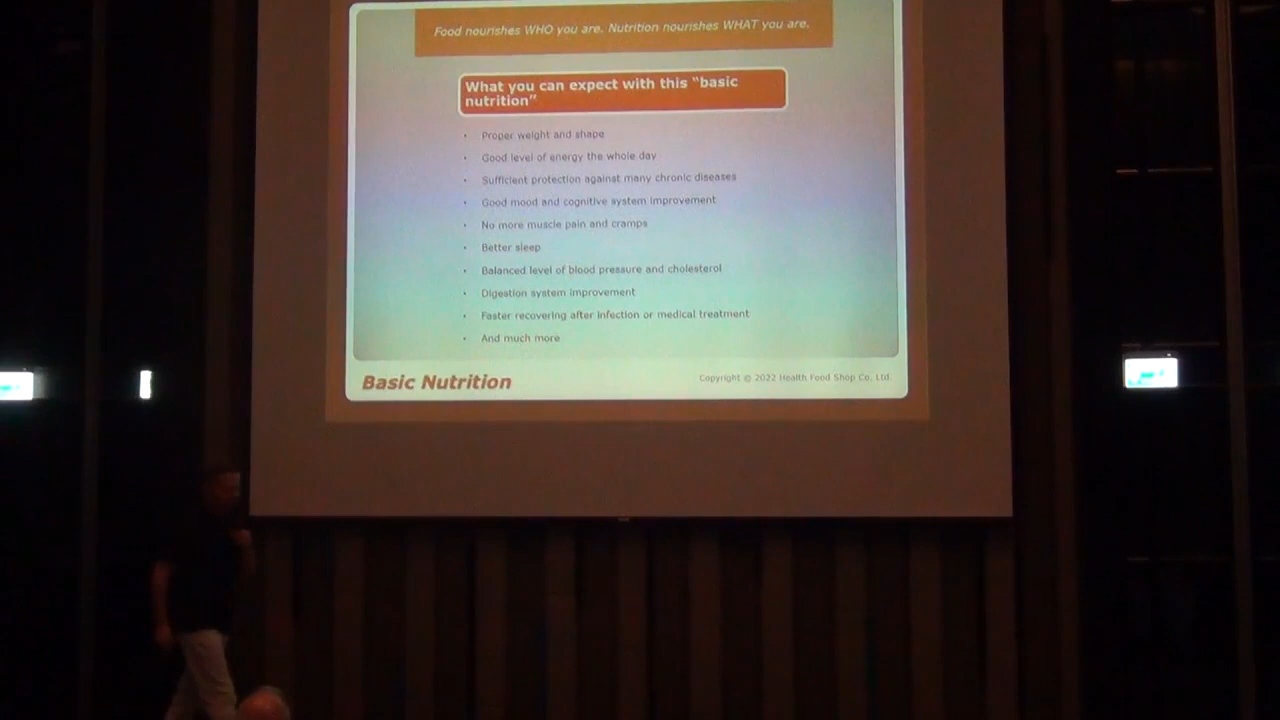 Food nourishes WHO you are. Nutrition nourishes WHAT you are.
What you can expect with this "basic
nutrition"
• Proper weight and shape
• Good level of energy the whole day
• Sufficient protection against many chronic diseases
• Good mood and cognitive system improvement
• No more muscle pain and cramps
• Better sleep
• Balanced level of blood pressure and cholesterol
• Digestion system improvement
• Faster recovering after infection or medical treatment
• And much more
Basic Nutrition
Copyright © 2022 Health Food Shop Co. Ltd.